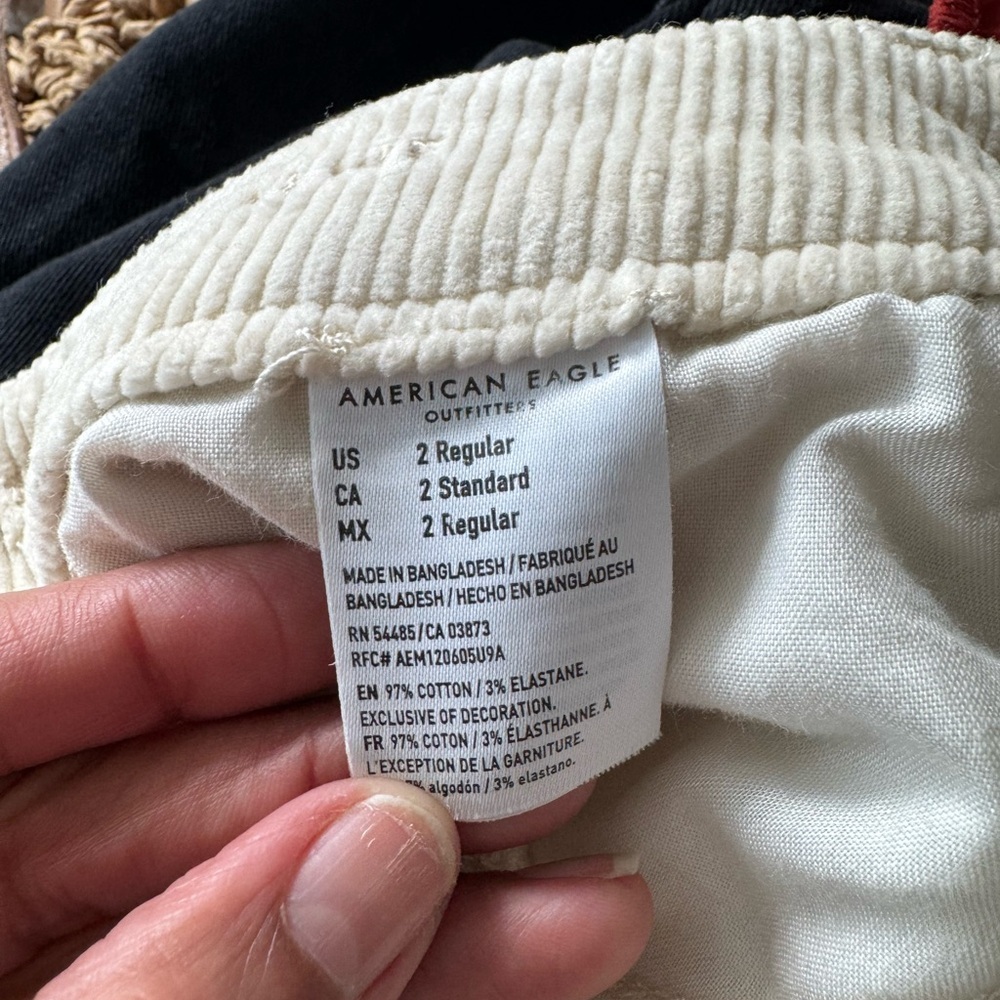 AMERICAN EAGLE
OUTFITTERS
US 2 Regular
CA 2 Standard
MX 2 Regular
MADE IN BANGLADESH / FABRIQUÉ AU
BANGLADESH / HECHO EN BANGLADESH
RN 54485/CA 03873
RFC# AEM120605U9A
EN 97% COTTON / 3% ELASTANE.
EXCLUSIVE OF DECORATION.
FR 97% COTON / 3% ÉLASTHANNE. À
L'EXCEPTION DE LA GARNITURE.
algodón / 3% elastano.